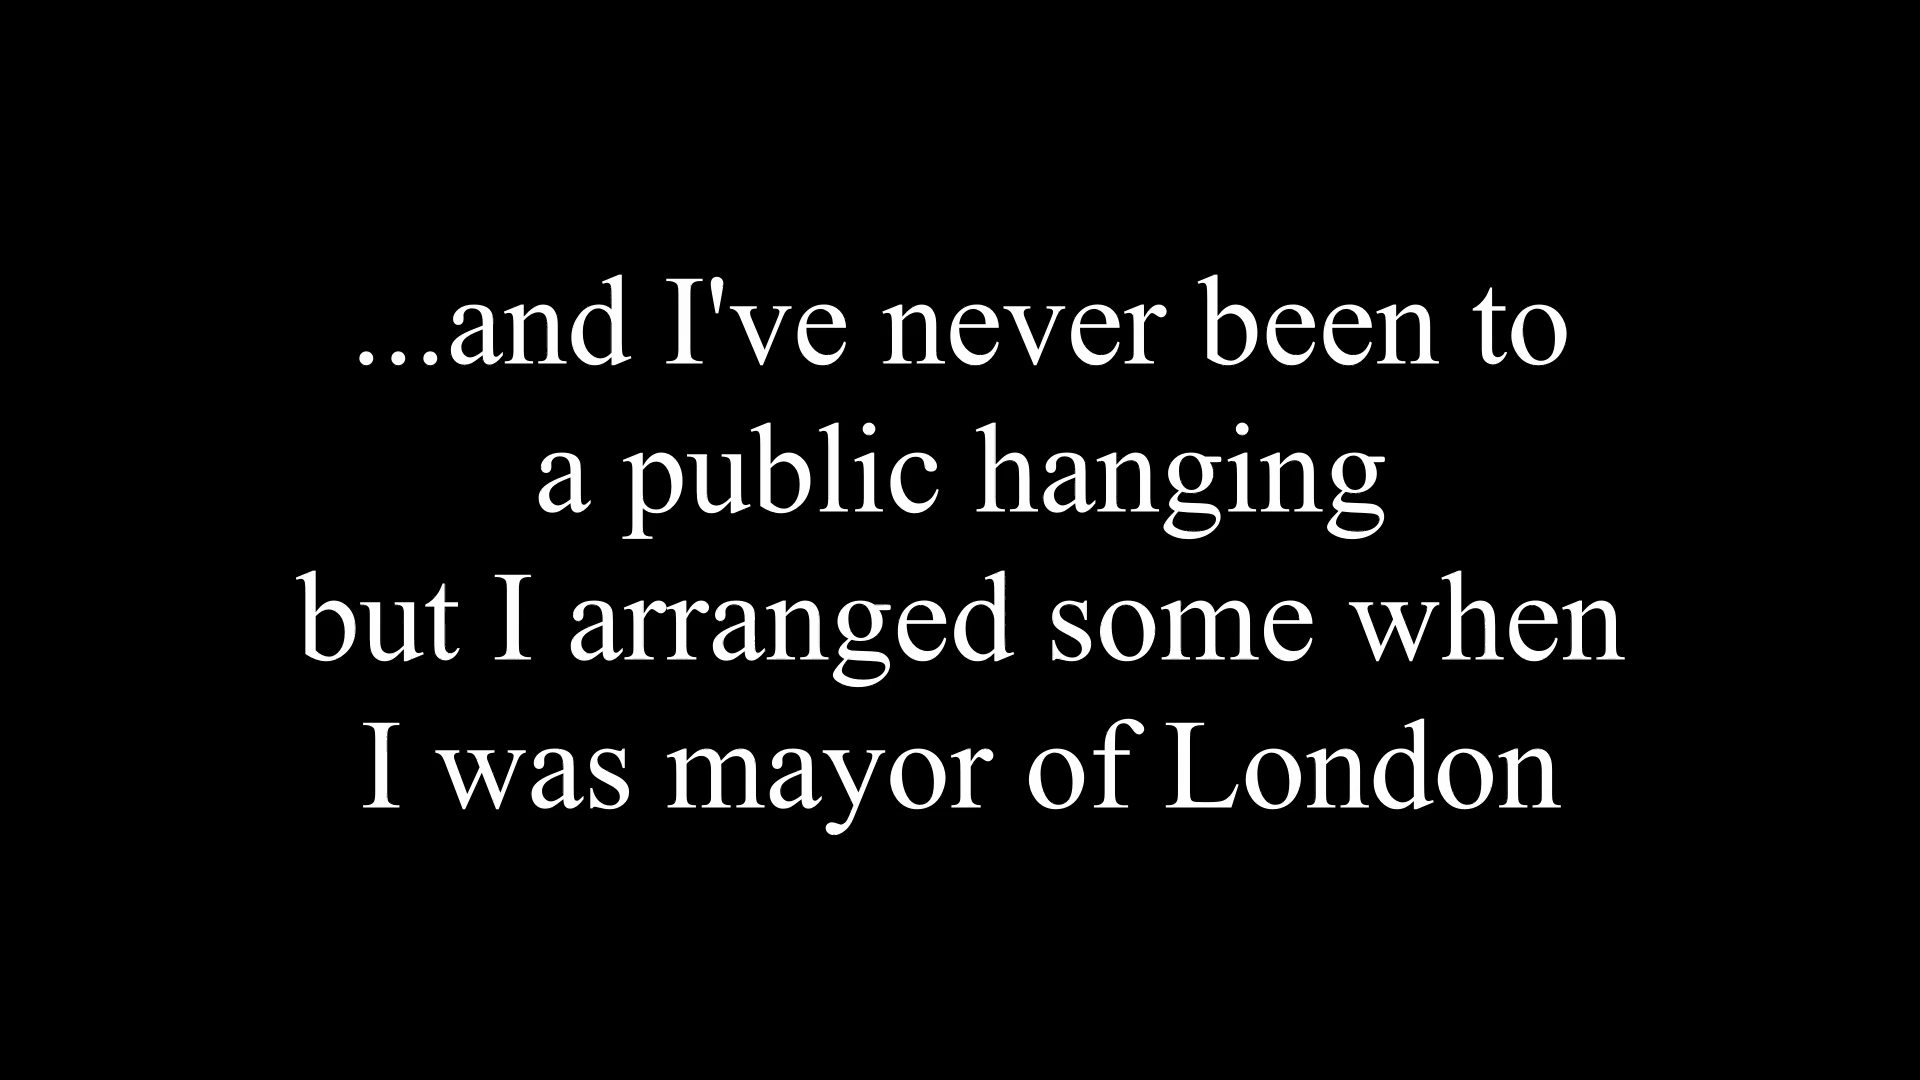 ...and I've never been to
a public hanging
but I arranged some when
I was mayor of London